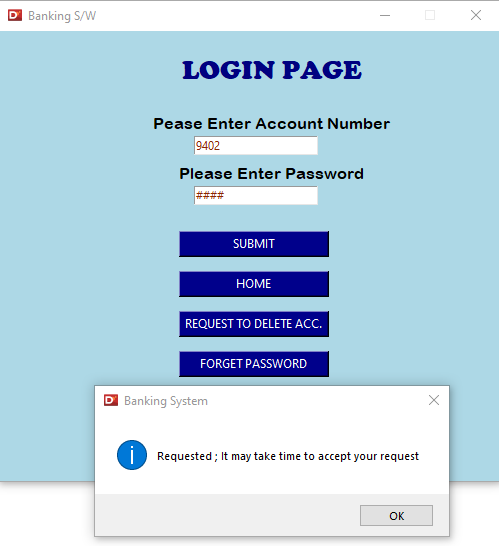 Banking S/W
LOGIN PAGE
Pease Enter Account Number
9402
Please Enter Password
####
SUBMIT
HOME
REQUEST TO DELETE ACC.
FORGET PASSWORD
Banking System
Requested ; It may take time to accept your request
OK